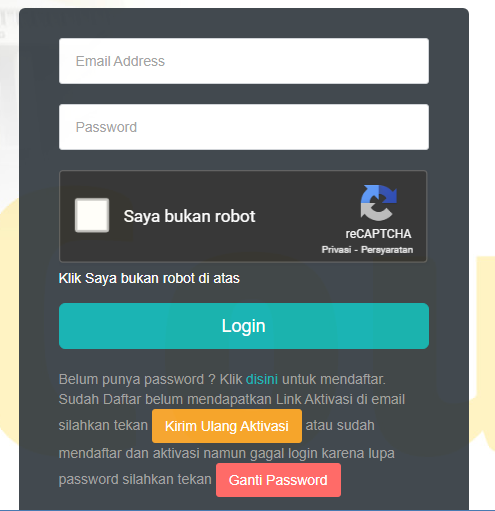 Email Address
Password
Saya bukan robot
reCAPTCHA
Privasi - Persyaratan
Klik Saya bukan robot di atas
Login
Belum punya password ? Klik disini untuk mendaftar.
Sudah Daftar belum mendapatkan Link Aktivasi di email
silahkan tekan Kirim Ulang Aktivasi atau sudah
mendaftar dan aktivasi namun gagal login karena lupa
password silahkan tekan Ganti Password